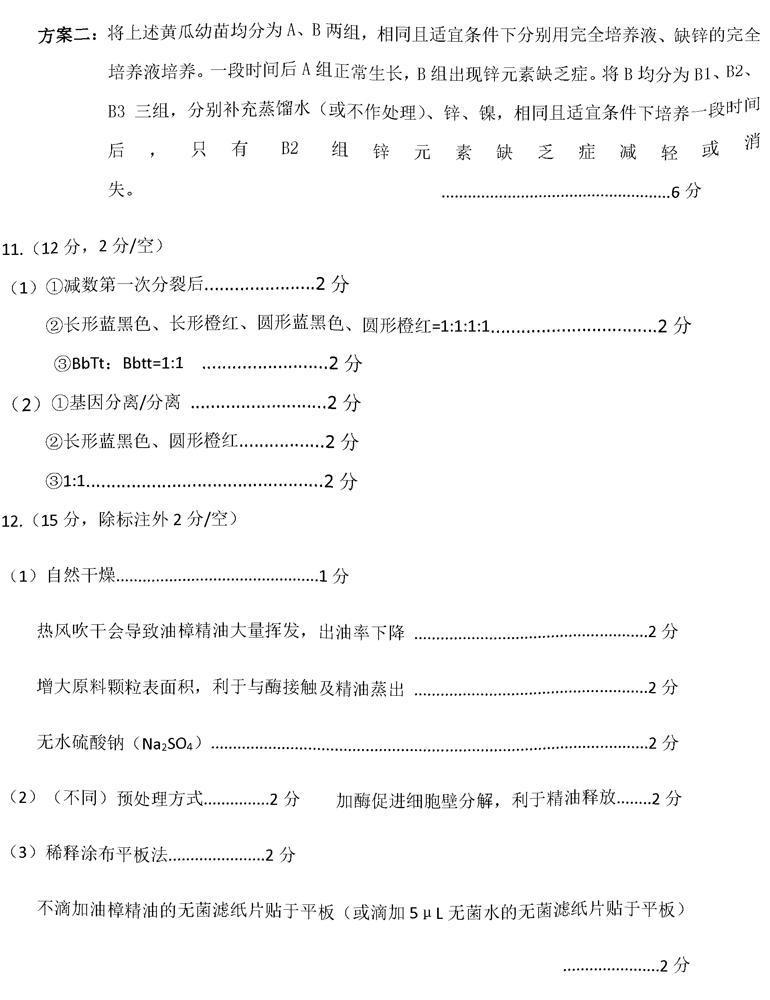 方案二：将上述黄瓜幼苗均分为 A、B 两组，相同且适宜条件下分别用完全培养液、缺锌的完全
培养液培养。一段时间后 A 组正常生长，B 组出现锌元素缺乏症。将 B 均分为 B1、B2、
B3 三组，分别补充蒸馏水（或不作处理）、锌、镍，相同且适宜条件下培养一段时间
后，只有 B2 组锌元素缺乏症减轻或消
失。....................................................6 分
11.（12 分，2 分/空）
（1）①减数第一次分裂后......................2 分
②长形蓝黑色、长形橙红、圆形蓝黑色、圆形橙红=1:1:1:1.................................2 分
③BbTt：Bbtt=1:1 .........................2 分
（2）①基因分离/分离 ...........................2 分
②长形蓝黑色、圆形橙红.................2 分
③1:1...............................................2 分
12.（15 分，除标注外 2 分/空）
（1）自然干燥..............................................1 分
热风吹干会导致油樟精油大量挥发，出油率下降 .....................................................2 分
增大原料颗粒表面积，利于与酶接触及精油蒸出 .....................................................2 分
无水硫酸钠（Na₂SO₄）...................................................................................................2 分
（2）（不同）预处理方式...............2 分 加酶促进细胞壁分解，利于精油释放........2 分
（3）稀释涂布平板法......................2 分
不滴加油樟精油的无菌滤纸片贴于平板（或滴加 5 μL 无菌水的无菌滤纸片贴于平板）
......................2 分